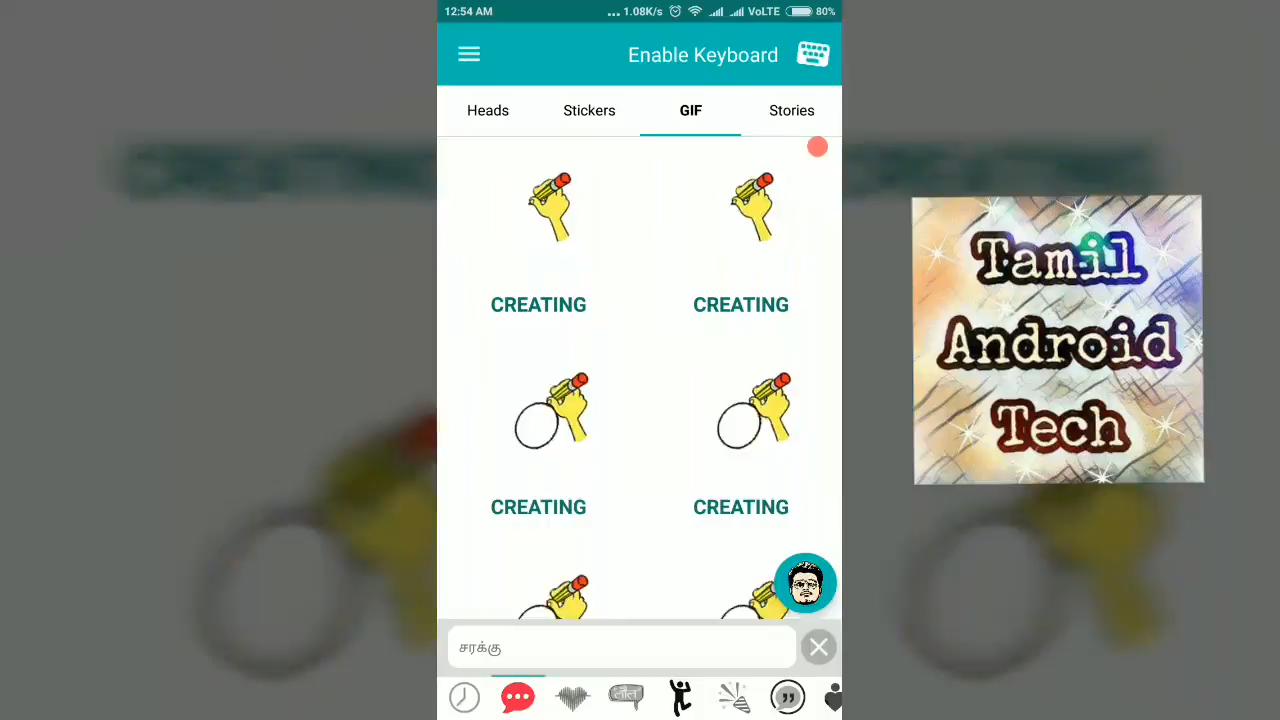 12:54 AM
... 1.08K/s VoLTE 80%
Enable Keyboard
Heads Stickers GIF Stories
CREATING CREATING
CREATING CREATING
சரக்கு
Tamil
Android
Tech